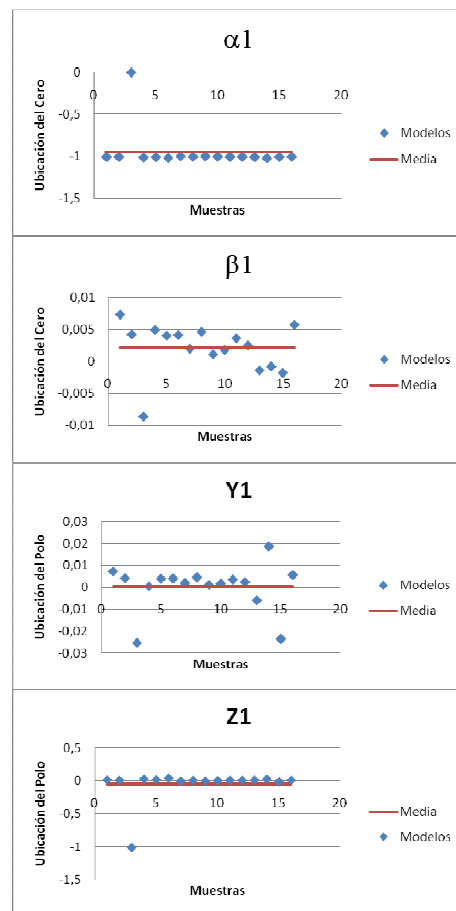 α1
0
0 5 10 15 20
-0,5
-1
-1,5
Ubicación del Cero
Muestras
Modelos
Media
β1
0,01
0,005
0
-0,005
-0,01
0 5 10 15 20
Ubicación del Cero
Muestras
Modelos
Media
Y1
0,03
0,02
0,01
0
-0,01
-0,02
-0,03
0 5 10 15 20
Ubicación del Polo
Muestras
Modelos
Media
Z1
0,5
0
-0,5
-1
-1,5
0 5 10 15 20
Ubicación del Polo
Muestras
Media
Modelos